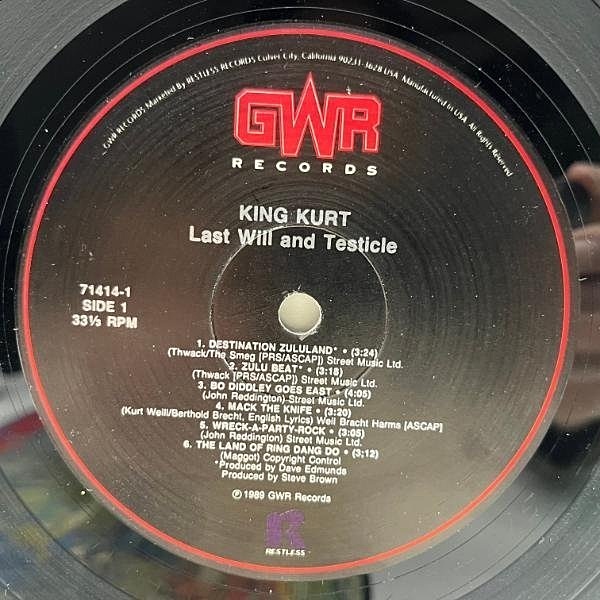 GWR RECORDS Marketed By RESTLESS RECORDS Culver City, California 90231-3628 USA. Manufactured in USA. All Rights Reserved
GWR
RECORDS
KING KURT
Last Will and Testicle
71414-1
SIDE 1
33⅓ RPM
1. DESTINATION ZULULAND* • (3:24)
(Thwack/The Smeg [PRS/ASCAP]) Street Music Ltd.
2. ZULU BEAT* • (3:18)
(Thwack [PRS/ASCAP]) Street Music Ltd.
3. BO DIDDLEY GOES EAST • (4:05)
(John Reddington) Street Music Ltd.
4. MACK THE KNIFE • (3:20)
(Kurt Weill/Berthold Brecht, English Lyrics) Weil Bracht Harms [ASCAP]
5. WRECK-A-PARTY-ROCK • (3:05)
(John Reddington) Street Music Ltd.
6. THE LAND OF RING DANG DO • (3:12)
(Maggot) Copyright Control
*Produced by Dave Edmunds
Produced by Steve Brown
℗ 1989 GWR Records
RESTLESS